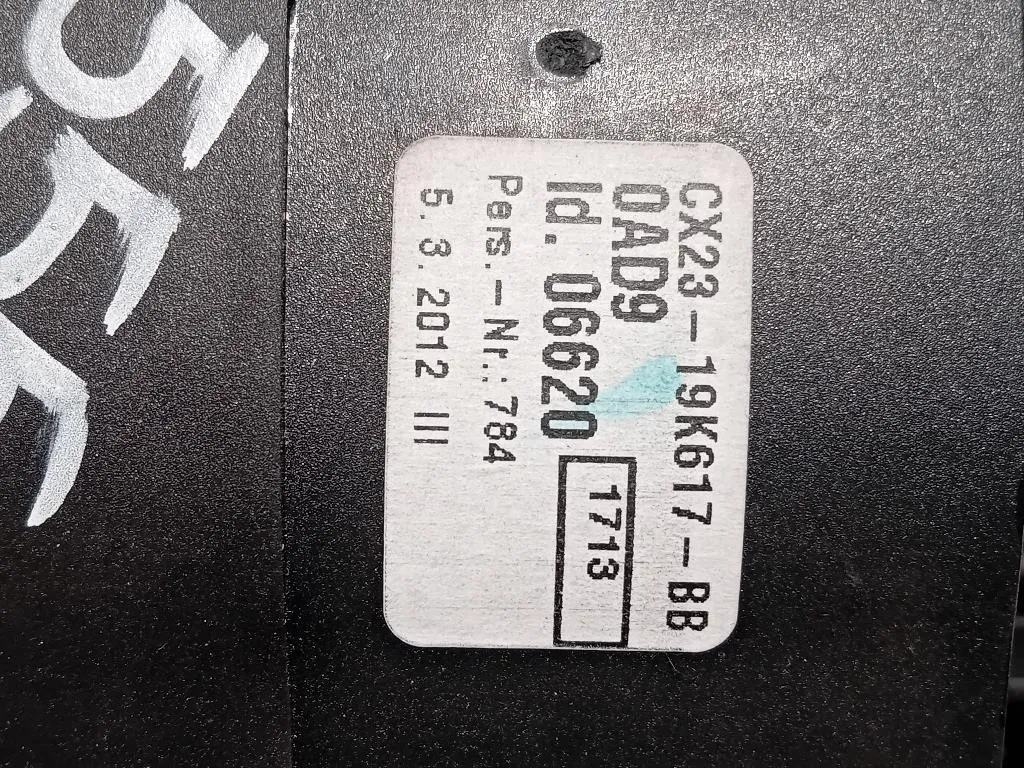 CX23-19K617-BB
0AD9
Id. 06620
1713
Pers.-Nr.:784
5. 3.2012 III